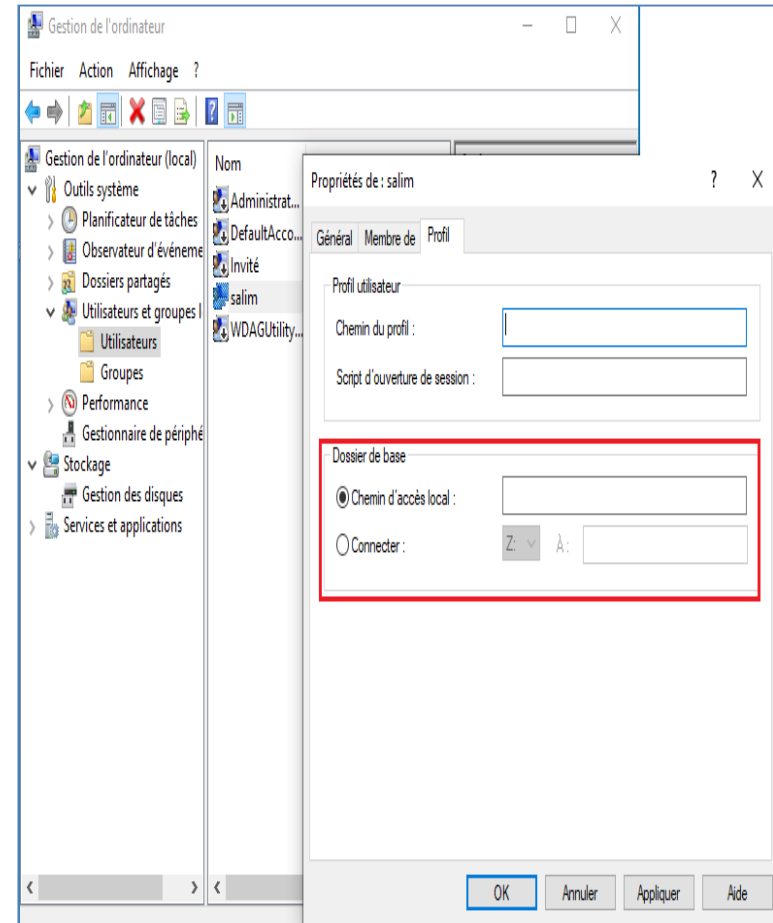 Gestion de l'ordinateur
Fichier Action Affichage ?
Gestion de l'ordinateur (local)
Outils système
Planificateur de tâches
Observateur d'événeme
Dossiers partagés
Utilisateurs et groupes l
Utilisateurs
Groupes
Performance
Gestionnaire de périphé
Stockage
Gestion des disques
Services et applications
Nom
Administrat...
DefaultAcco...
Invité
salim
WDAGUtility...
Propriétés de : salim
Général Membre de Profil
Profil utilisateur
Chemin du profil :
Script d'ouverture de session :
Dossier de base
Chemin d'accès local :
Connecter : Z: À :
OK Annuler Appliquer Aide